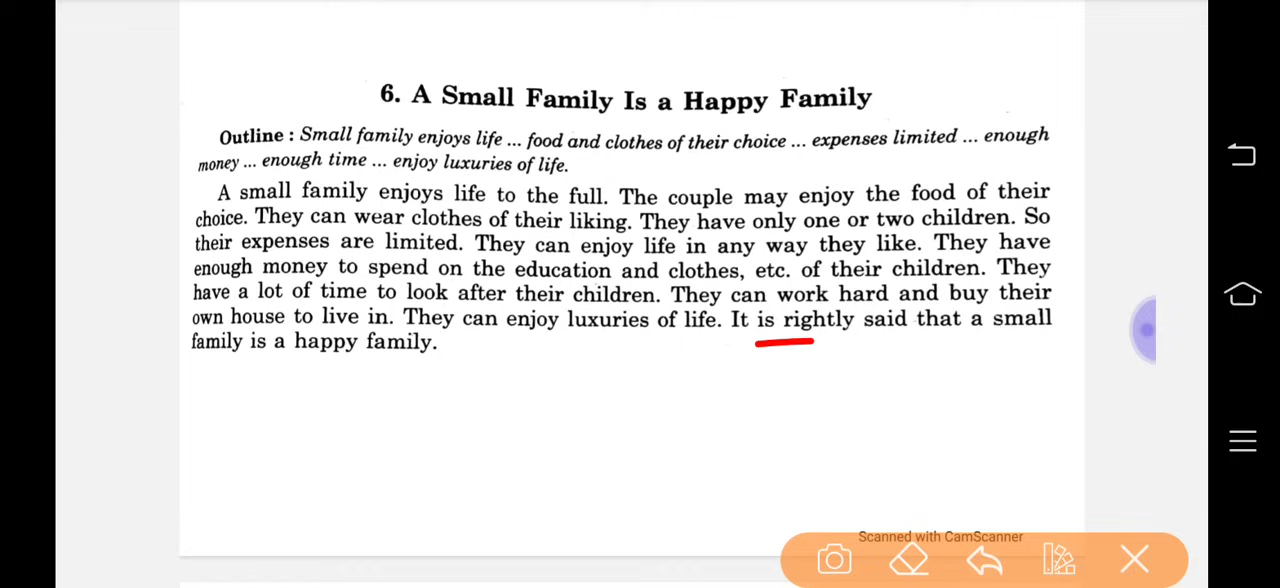 6. A Small Family Is a Happy Family
Outline : Small family enjoys life ... food and clothes of their choice ... expenses limited ... enough
money ... enough time ... enjoy luxuries of life.
A small family enjoys life to the full. The couple may enjoy the food of their
choice. They can wear clothes of their liking. They have only one or two children. So
their expenses are limited. They can enjoy life in any way they like. They have
enough money to spend on the education and clothes, etc. of their children. They
have a lot of time to look after their children. They can work hard and buy their
own house to live in. They can enjoy luxuries of life. It is rightly said that a small
family is a happy family.
Scanned with CamScanner